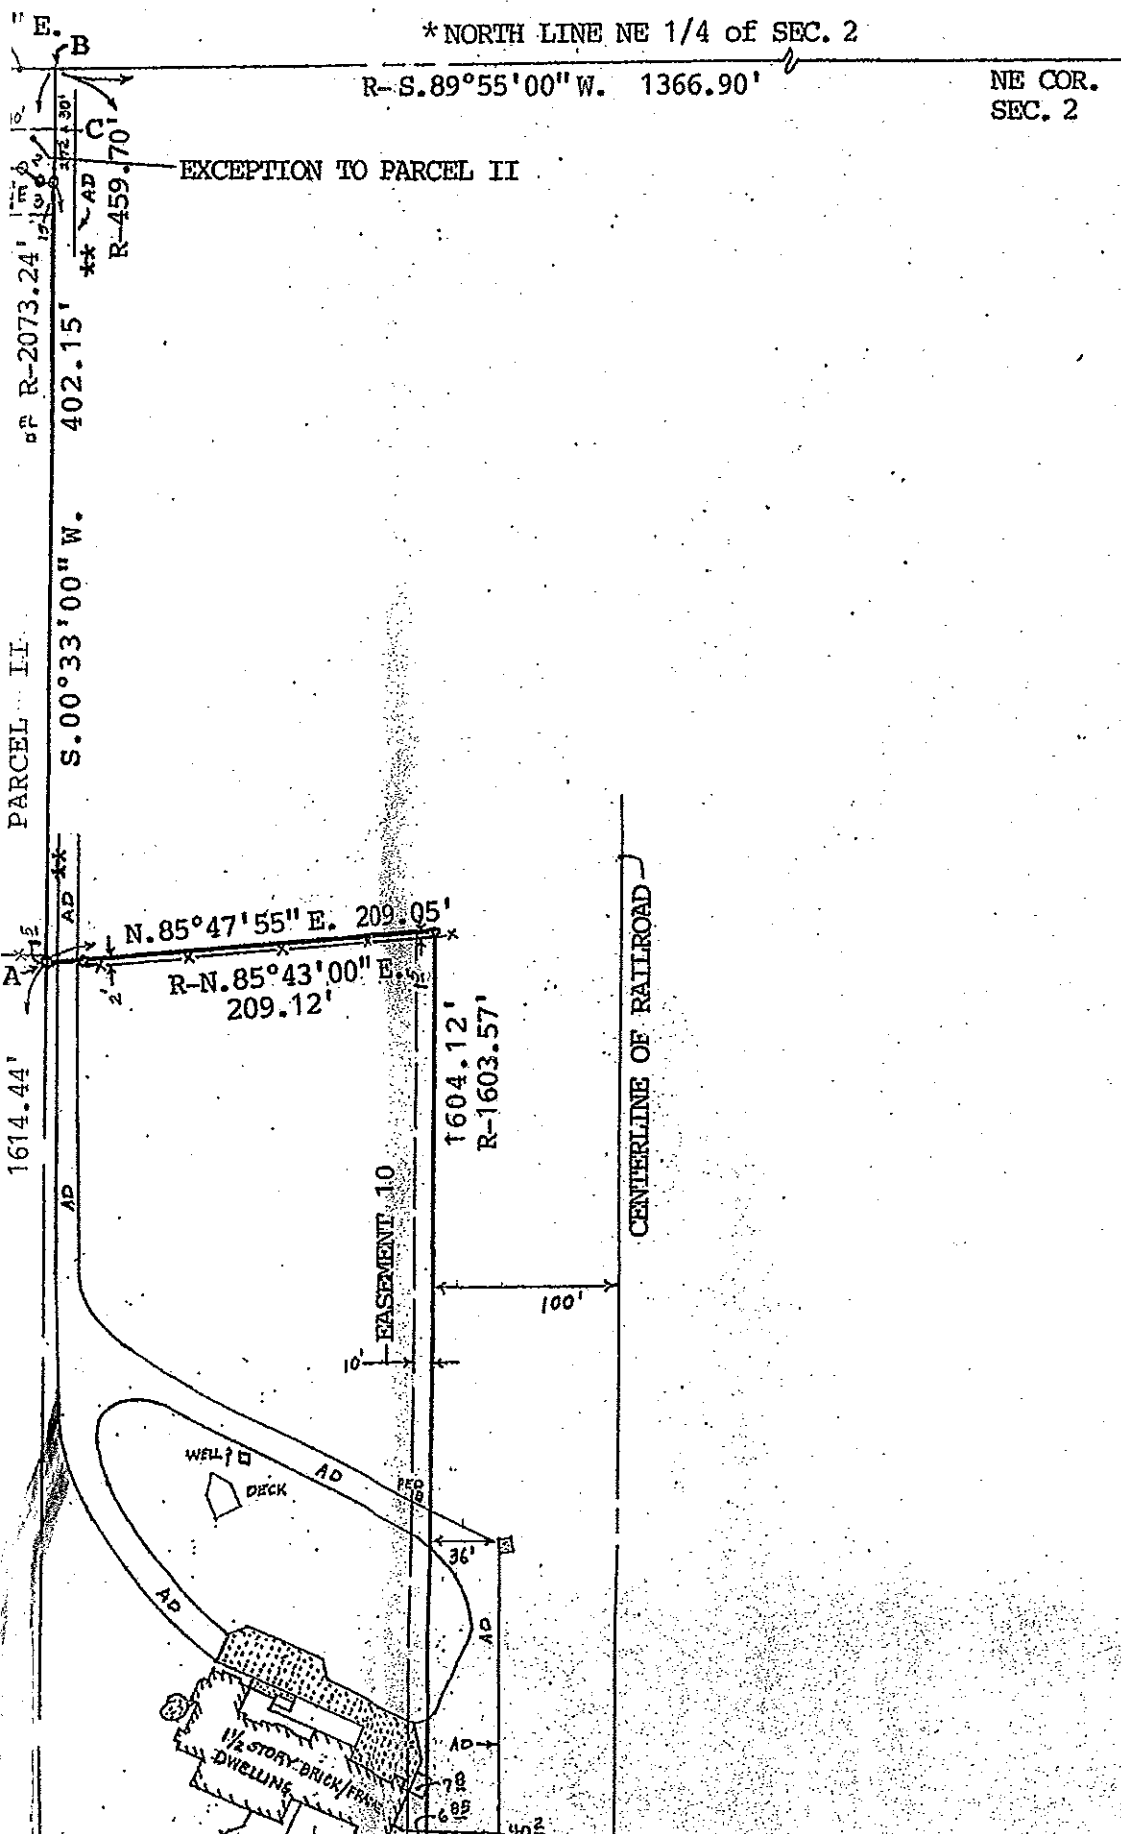 " E.
B
*NORTH LINE NE 1/4 of SEC. 2
R-S.89°55'00"W. 1366.90'
NE COR.
SEC. 2
10'
C
EXCEPTION TO PARCEL II
R-459.70'
** AD
R-2073.24'
402.15'
S.00°33'00"W.
PARCEL II
AD **
N.85°47'55"E. 209.05'
A
2'
R-N.85°43'00"E.
209.12'
1604.12'
R-1603.57'
CENTERLINE OF RAILROAD
1614.44'
AD
EASEMENT 10
100'
10'
WELL
DECK
AD
PED
36'
AD
AD
1½ STORY BRICK/FRAME
DWELLING
AD